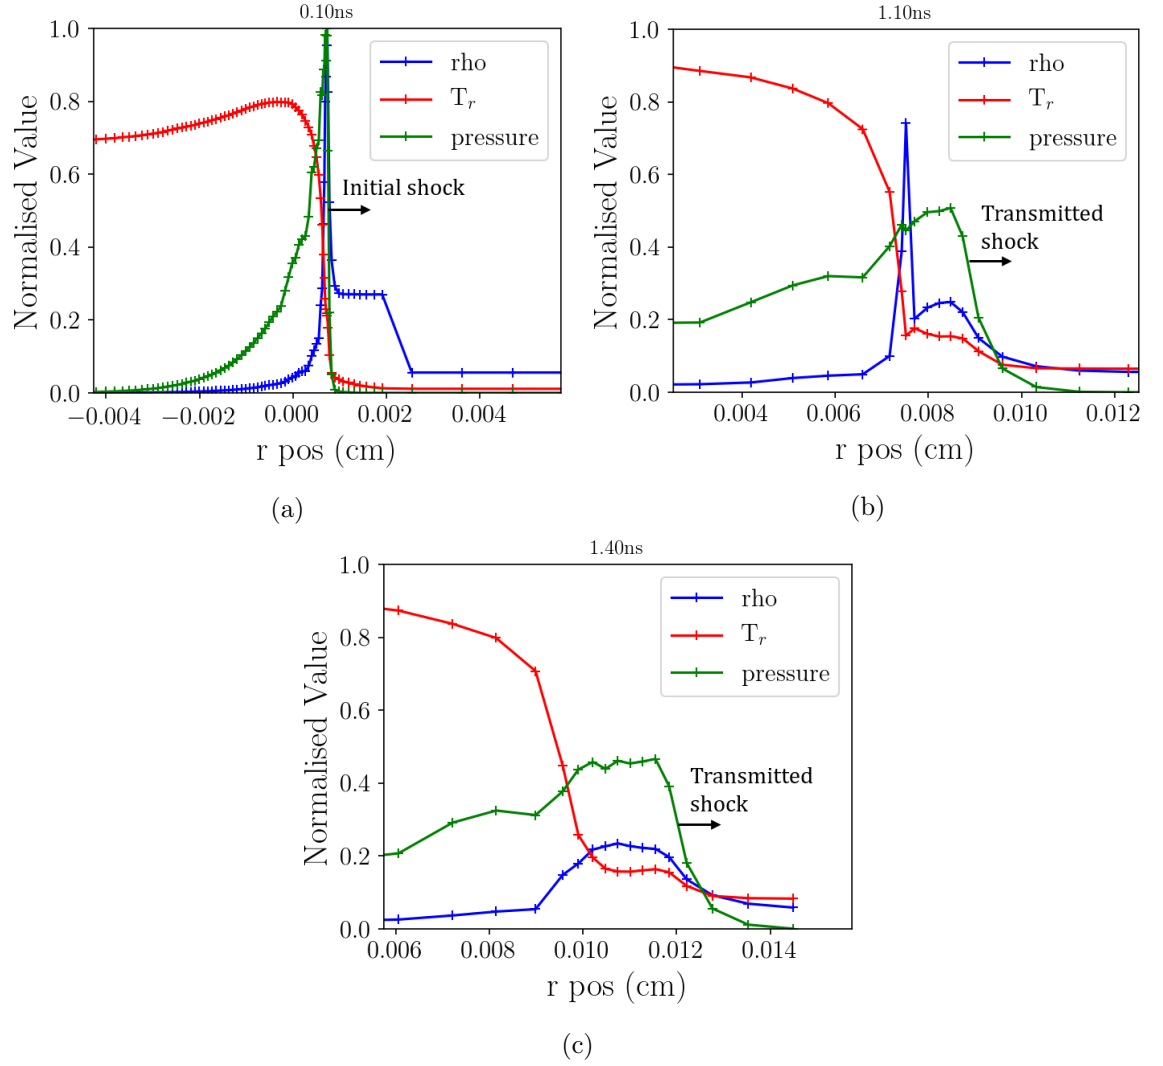 0.10ns
1.0
0.8
0.6
0.4
0.2
0.0
Normalised Value
rho
T_r
pressure
Initial shock
−0.004
−0.002
0.000
0.002
0.004
r pos (cm)
(a)
1.10ns
1.0
0.8
0.6
0.4
0.2
0.0
Normalised Value
rho
T_r
pressure
Transmitted
shock
0.004
0.006
0.008
0.010
0.012
r pos (cm)
(b)
1.40ns
1.0
0.8
0.6
0.4
0.2
0.0
Normalised Value
rho
T_r
pressure
Transmitted
shock
0.006
0.008
0.010
0.012
0.014
r pos (cm)
(c)